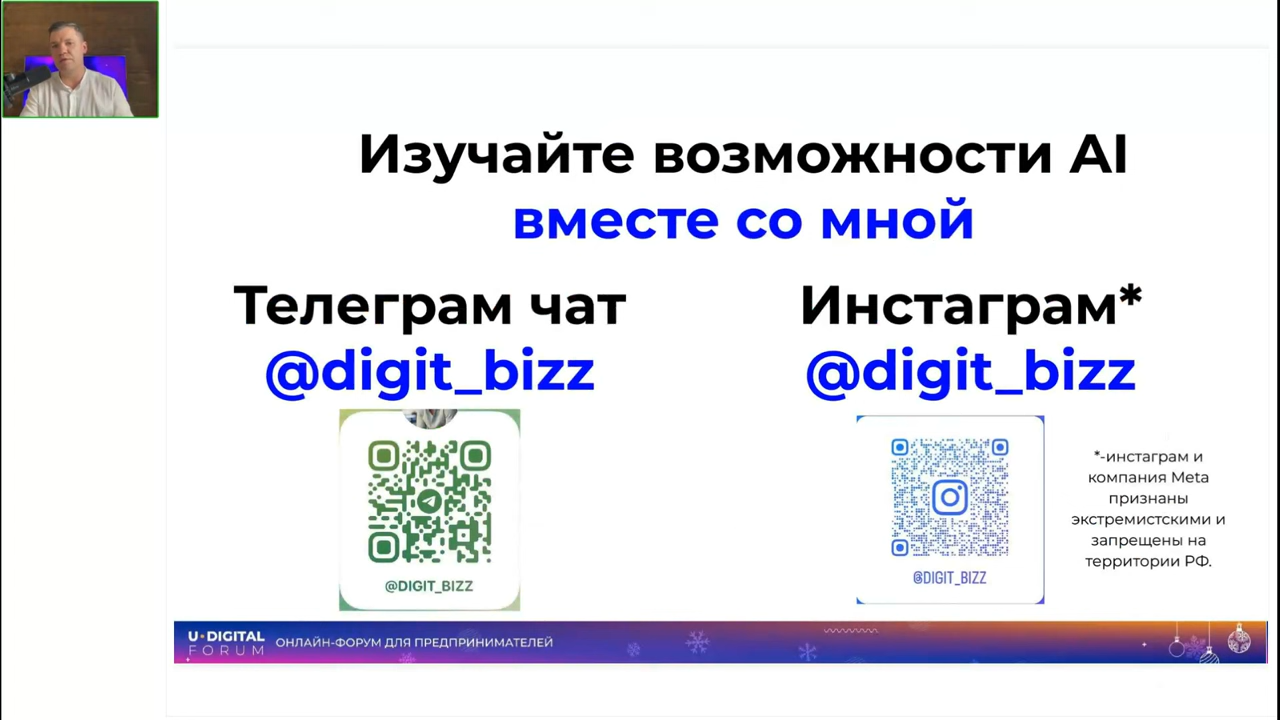 Изучайте возможности AI
вместе со мной
Телеграм чат
@digit_bizz
@DIGIT_BIZZ
Инстаграм*
@digit_bizz
@DIGIT_BIZZ
*-инстаграм и
компания Meta
признаны
экстремистскими и
запрещены на
территории РФ.
U·DIGITAL
FORUM
ОНЛАЙН-ФОРУМ ДЛЯ ПРЕДПРИНИМАТЕЛЕЙ